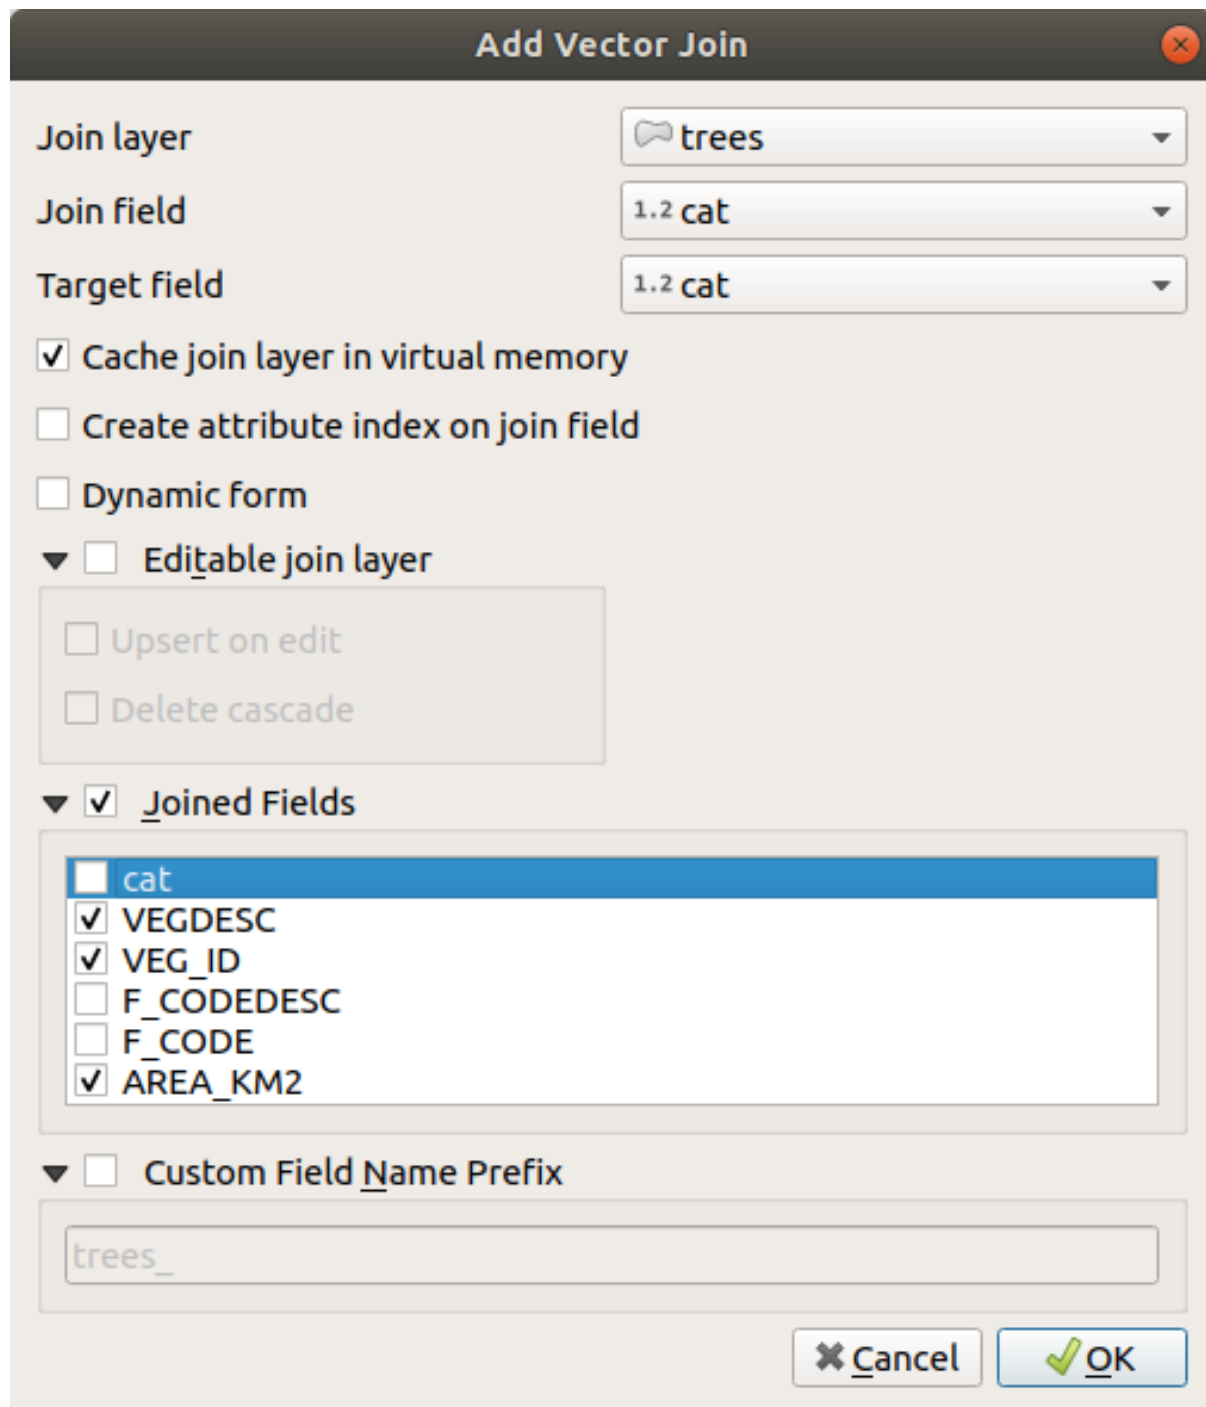 Add Vector Join
Join layer
trees
Join field
1.2 cat
Target field
1.2 cat
Cache join layer in virtual memory
Create attribute index on join field
Dynamic form
Editable join layer
Upsert on edit
Delete cascade
Joined Fields
cat
VEGDESC
VEG_ID
F_CODEDESC
F_CODE
AREA_KM2
Custom Field Name Prefix
trees_
Cancel
OK